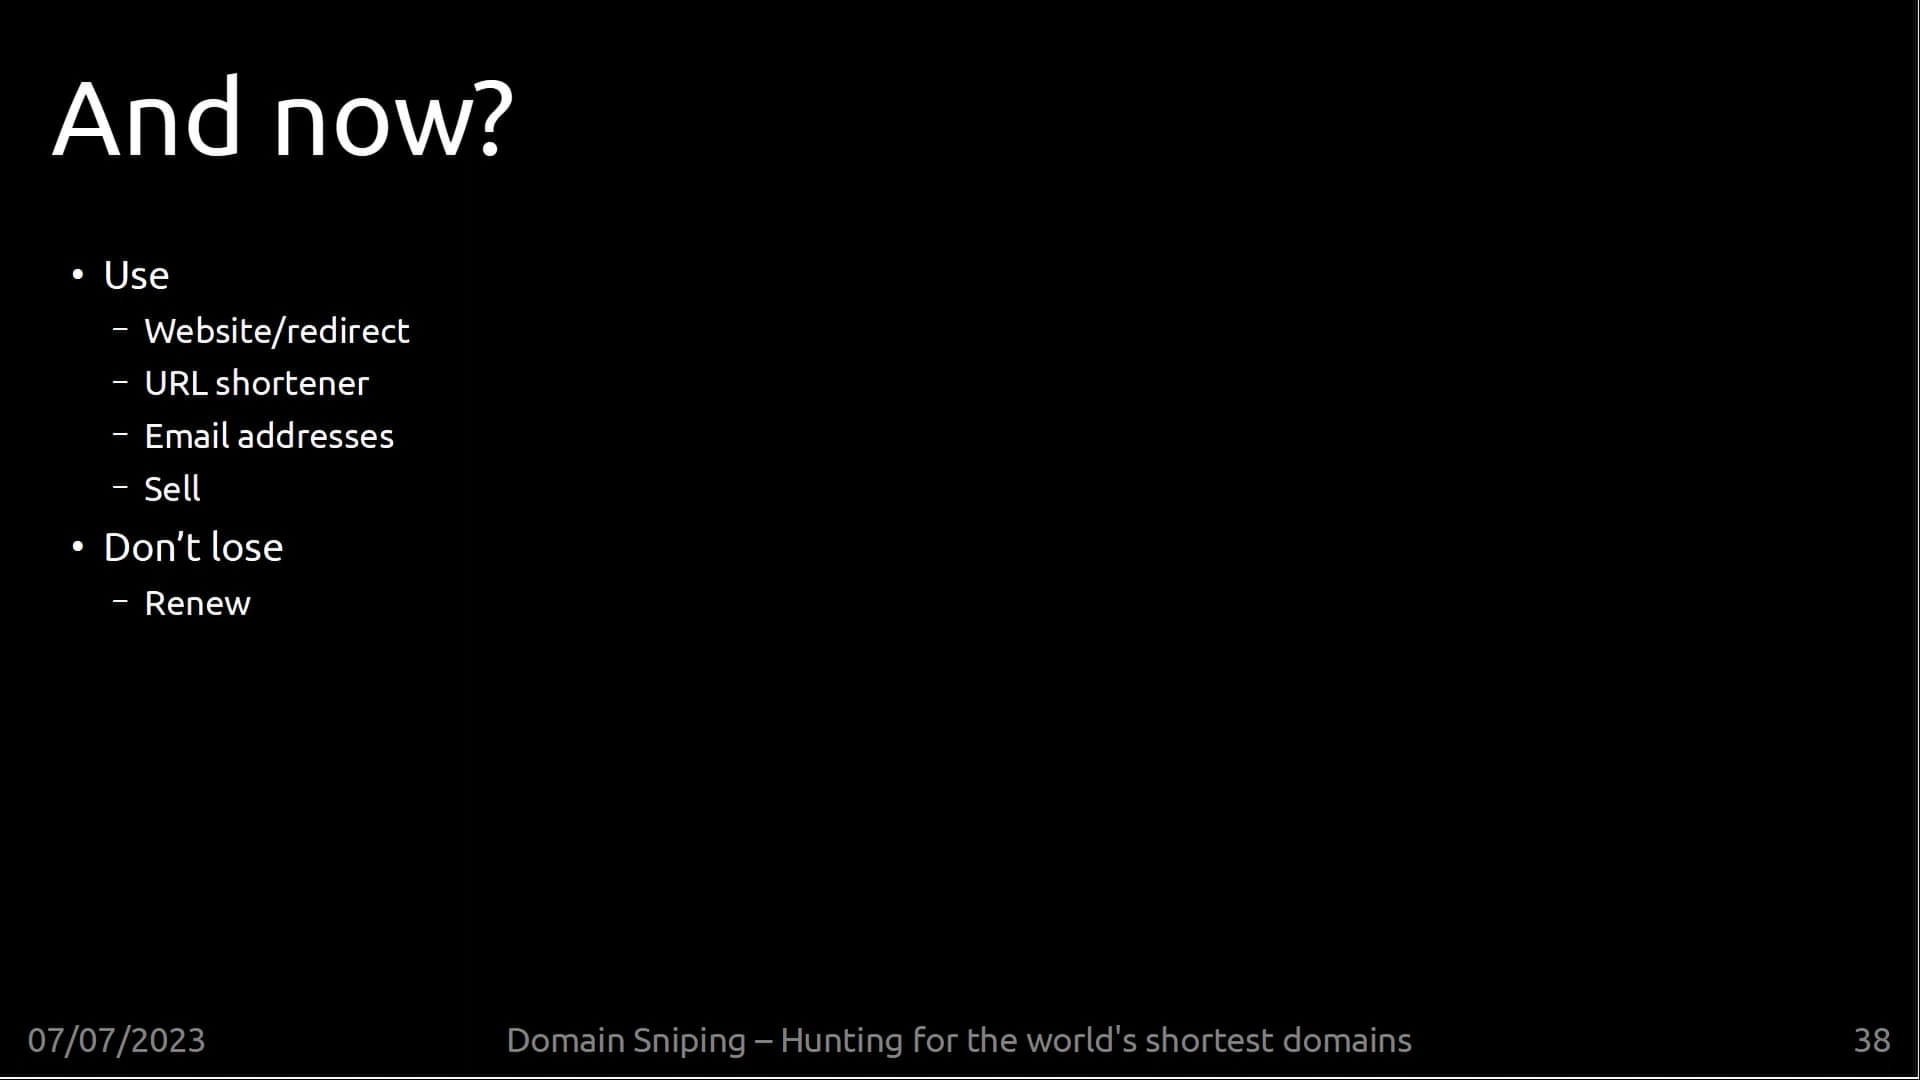 And now?
• Use
– Website/redirect
– URL shortener
– Email addresses
– Sell
• Don’t lose
– Renew
07/07/2023 Domain Sniping – Hunting for the world's shortest domains 38